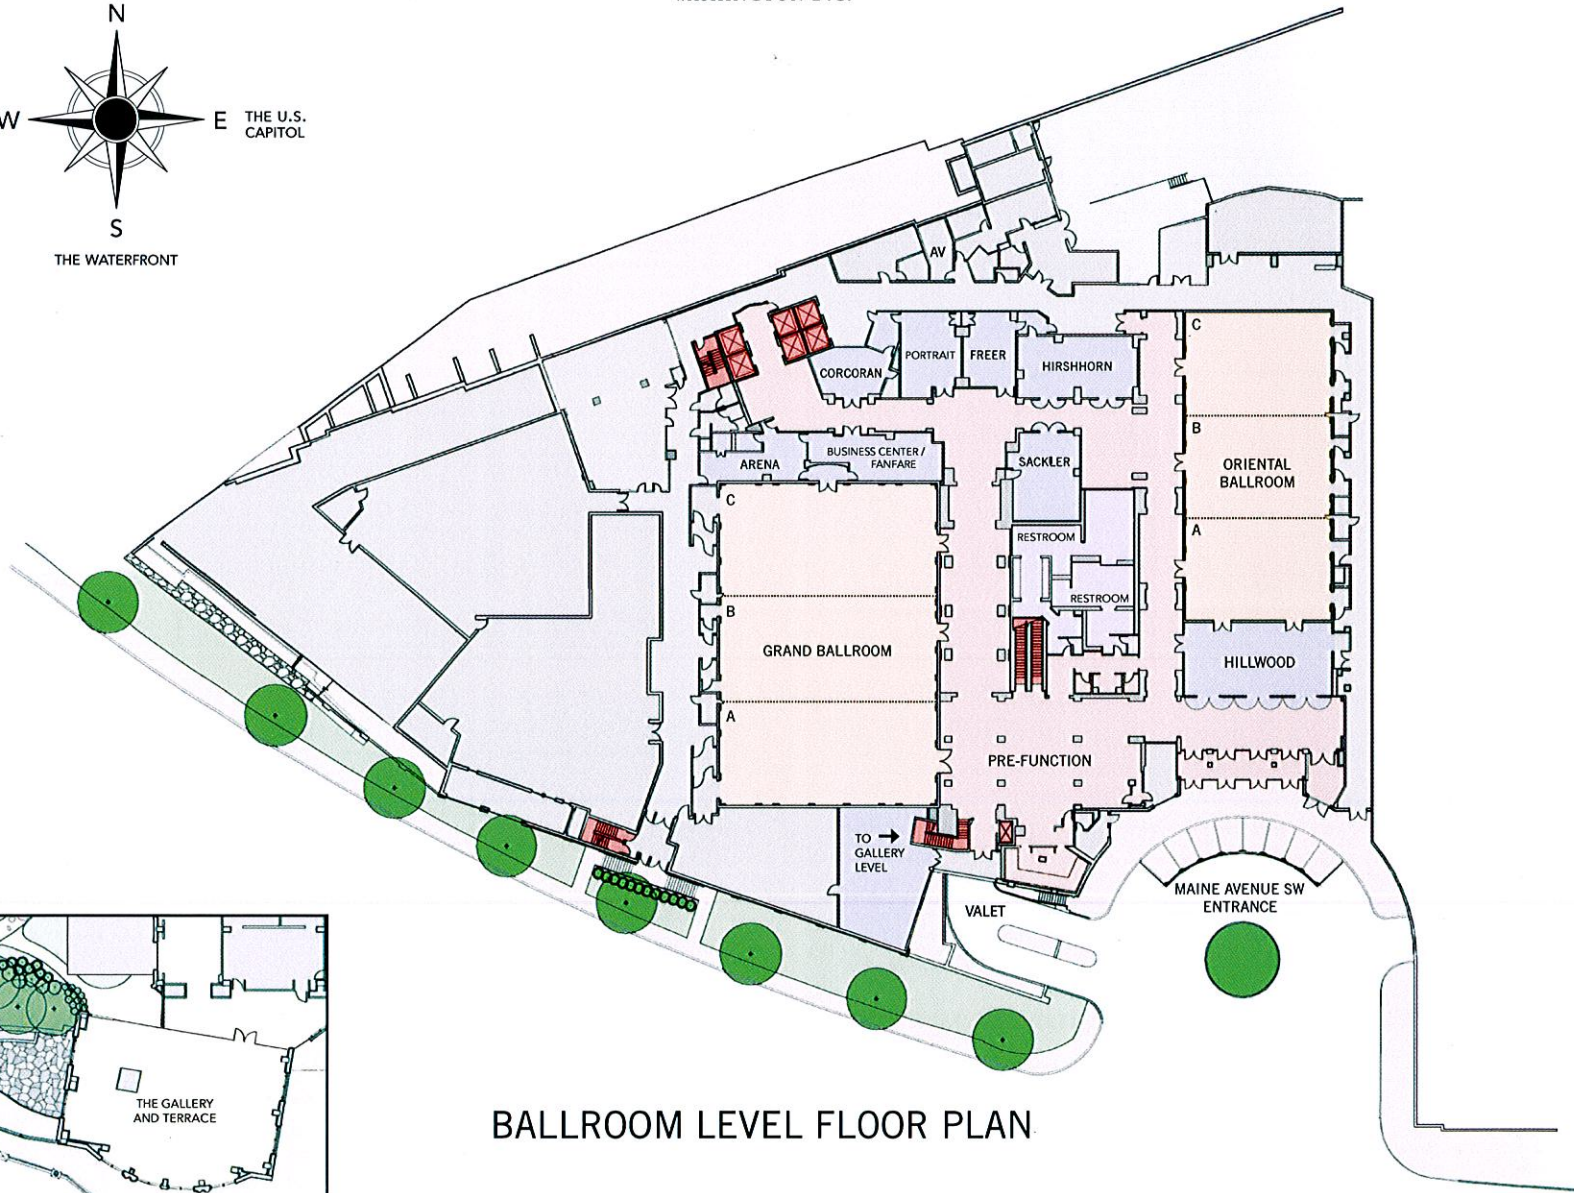 N
W
E
THE U.S.
CAPITOL
S
THE WATERFRONT
AV
C
PORTRAIT
FREER
HIRSHHORN
CORCORAN
B
ORIENTAL
BALLROOM
ARENA
BUSINESS CENTER /
FANFARE
SACKLER
C
A
RESTROOM
RESTROOM
B
GRAND BALLROOM
HILLWOOD
A
PRE-FUNCTION
TO
GALLERY
LEVEL
MAINE AVENUE SW
ENTRANCE
VALET
THE GALLERY
AND TERRACE
BALLROOM LEVEL FLOOR PLAN